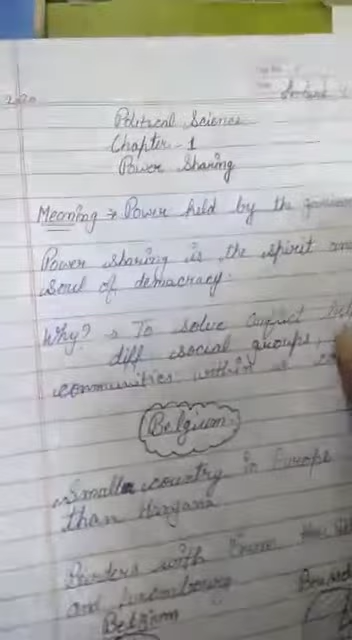 Political Science
Chapter - 1
Power Sharing
Meaning → Power held by the
Power sharing is the spirit
soul of democracy.
Why? → To solve
diff social groups,
communities within a
Belgium
Smaller country in Europe
than Haryana
Borders with
and Luxembourg
Belgium